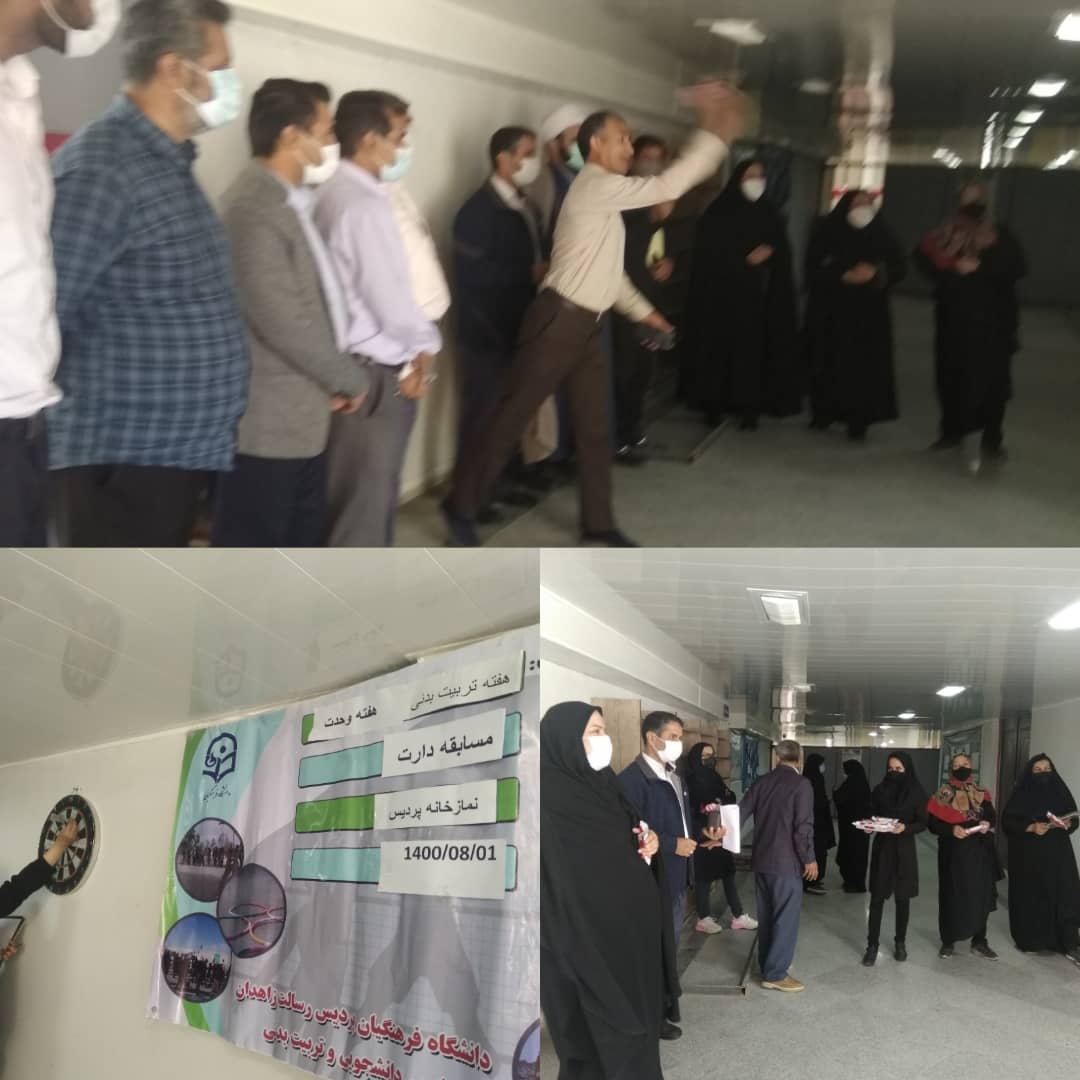 هفته تربیت بدنی
هفته وحدت
مسابقه دارت
نمازخانه پردیس
1400/08/01
دانشگاه فرهنگیان پردیس رسالت زاهدان
دانشجویی و تربیت بدنی